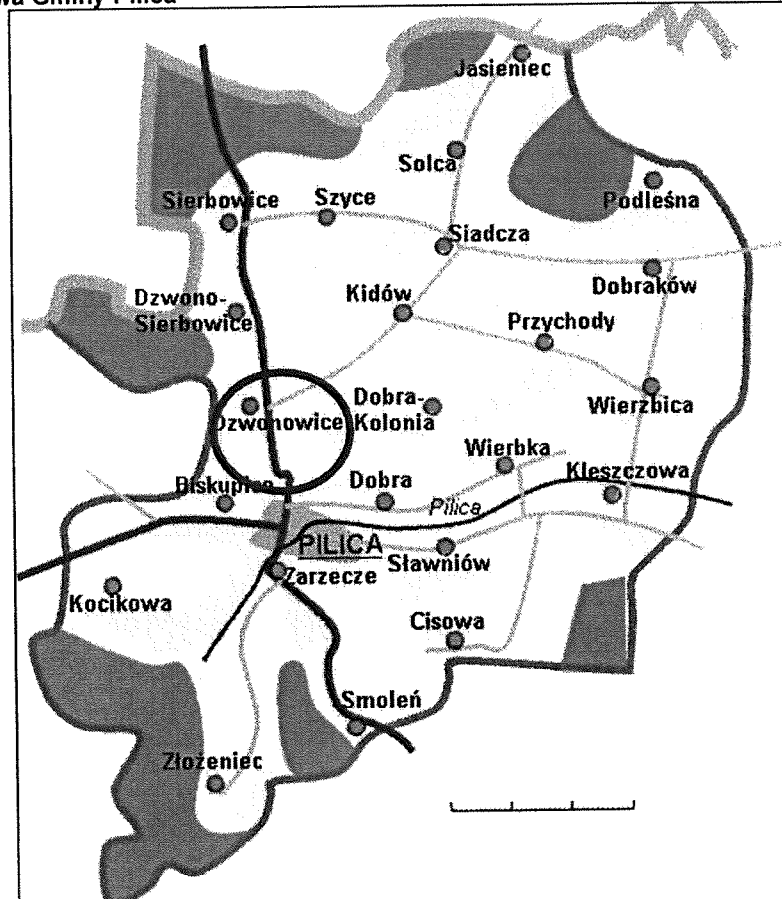 Jasieniec
Solca
Podleśna
Sierbowice
Szyce
Siadcza
Dobraków
Dzwono-
Sierbowice
Kidów
Przychody
Dzwonowice
Dobra-
Kolonia
Wierzbica
Wierbka
Kleszczowa
Biskupice
Dobra
Pilica
PILICA
Zarzecze
Sławniów
Kocikowa
Cisowa
Smoleń
Złożeniec